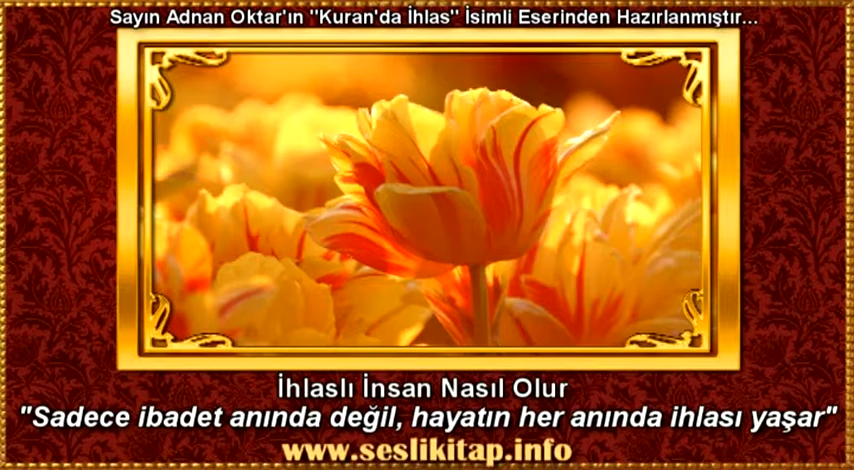 Sayın Adnan Oktar'ın "Kuran'da İhlas" İsimli Eserinden Hazırlanmıştır...
İhlaslı İnsan Nasıl Olur
"Sadece ibadet anında değil, hayatın her anında ihlası yaşar"
www.seslikitap.info